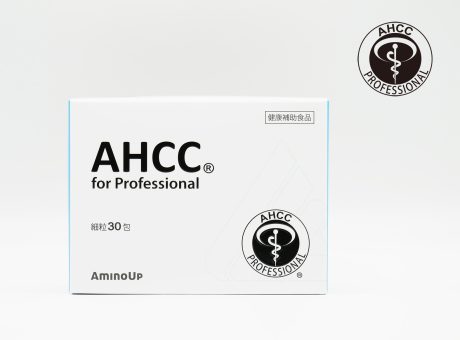 AHCC
PROFESSIONAL
健康補助食品
AHCC®
for Professional
細粒30包
AHCC
PROFESSIONAL
®
AMINOUP